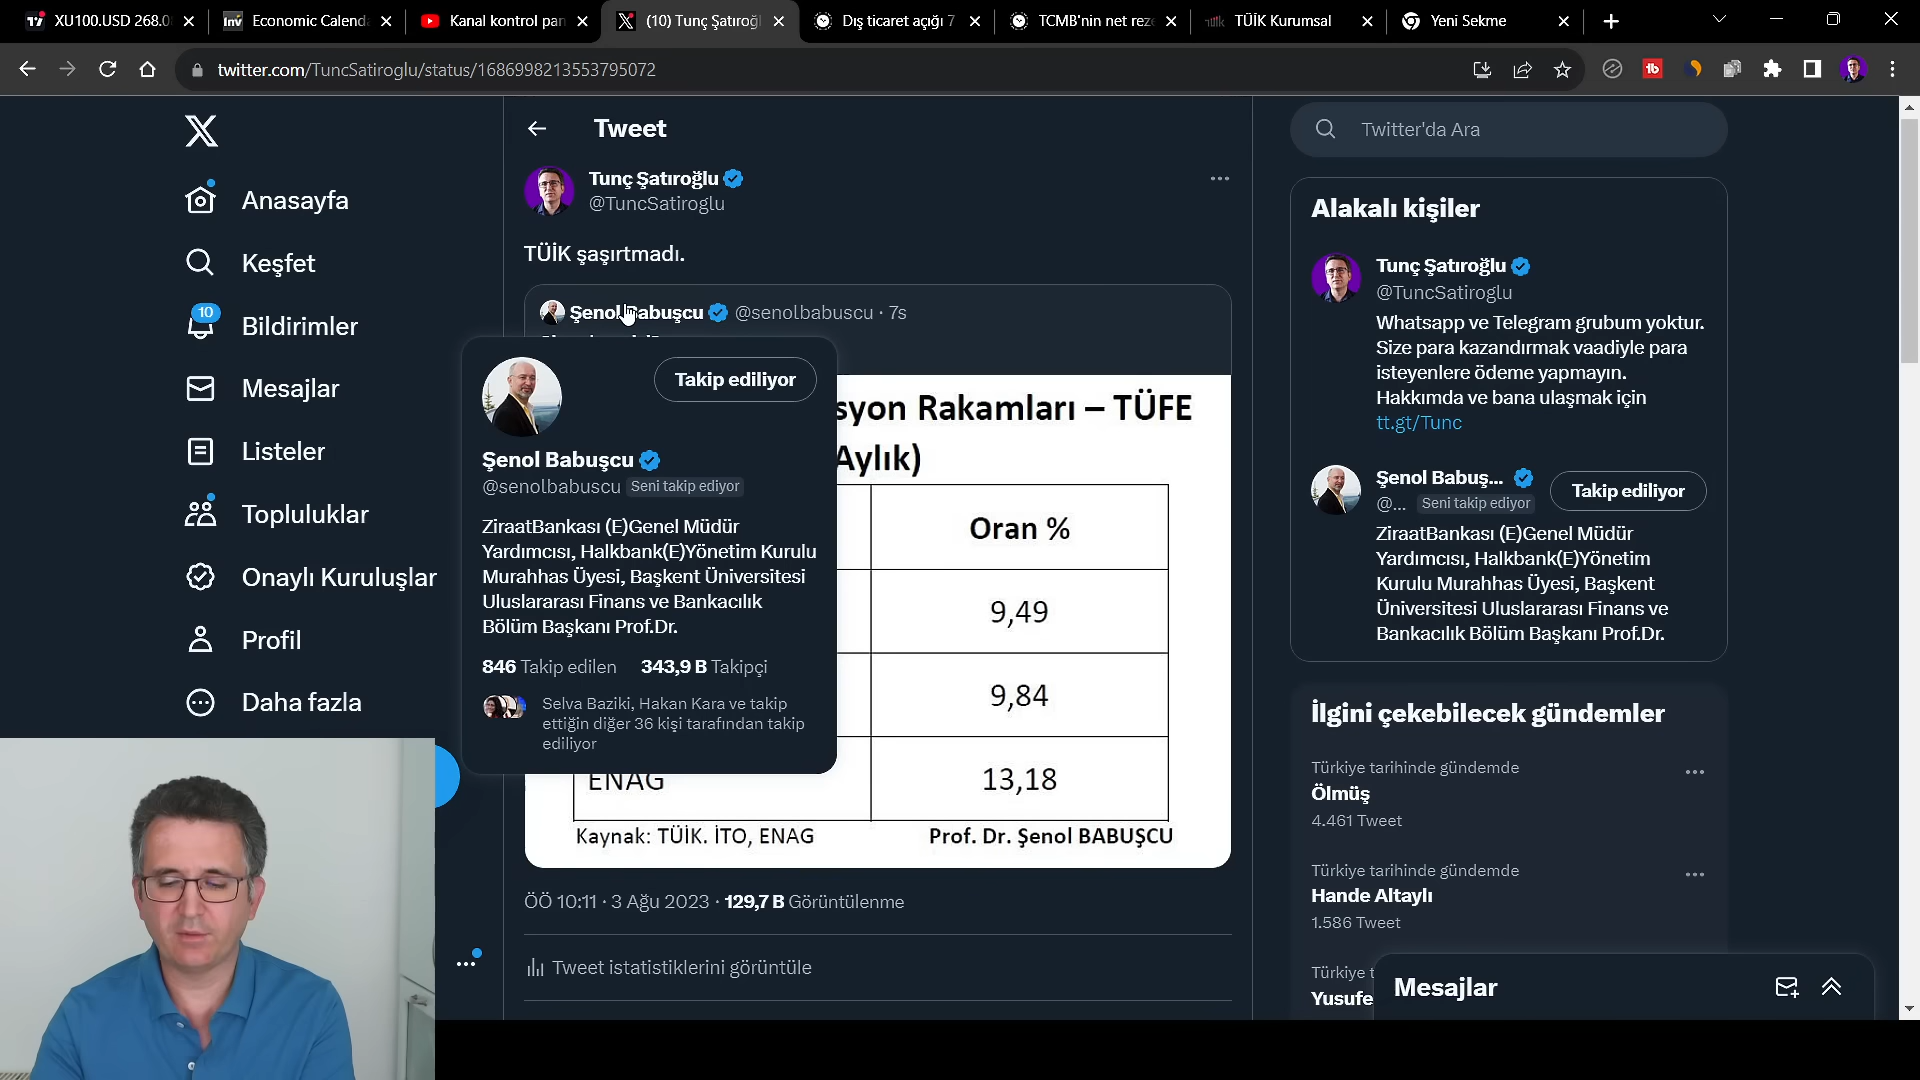 XU100.USD 268.0
Economic Calenda
Kanal kontrol pan
(10) Tunç Şatıroğl
Dış ticaret açığı 7
TCMB'nin net reze
TÜİK Kurumsal
Yeni Sekme
twitter.com/TuncSatiroglu/status/1686998213553795072
Anasayfa
Keşfet
10
Bildirimler
Mesajlar
Listeler
Topluluklar
Onaylı Kuruluşlar
Profil
Daha fazla
Tweet
Tunç Şatıroğlu
@TuncSatiroglu
TÜİK şaşırtmadı.
Şenol Babuşcu @senolbabuscu · 7s
Takip ediliyor
Şenol Babuşcu
@senolbabuscu Seni takip ediyor
ZiraatBankası (E)Genel Müdür
Yardımcısı, Halkbank(E)Yönetim Kurulu
Murahhas Üyesi, Başkent Üniversitesi
Uluslararası Finans ve Bankacılık
Bölüm Başkanı Prof.Dr.
846 Takip edilen 343,9 B Takipçi
Selva Baziki, Hakan Kara ve takip
ettiğin diğer 36 kişi tarafından takip
ediliyor
syon Rakamları – TÜFE
Aylık)
Oran %
9,49
9,84
ENAG 13,18
Kaynak: TÜİK. İTO, ENAG Prof. Dr. Şenol BABUŞCU
ÖÖ 10:11 · 3 Ağu 2023 · 129,7 B Görüntülenme
Tweet istatistiklerini görüntüle
Twitter'da Ara
Alakalı kişiler
Tunç Şatıroğlu
@TuncSatiroglu
Whatsapp ve Telegram grubum yoktur.
Size para kazandırmak vaadiyle para
isteyenlere ödeme yapmayın.
Hakkımda ve bana ulaşmak için
tt.gt/Tunc
Şenol Babuş...
@... Seni takip ediyor
Takip ediliyor
ZiraatBankası (E)Genel Müdür
Yardımcısı, Halkbank(E)Yönetim
Kurulu Murahhas Üyesi, Başkent
Üniversitesi Uluslararası Finans ve
Bankacılık Bölüm Başkanı Prof.Dr.
İlgini çekebilecek gündemler
Türkiye tarihinde gündemde
Ölmüş
4.461 Tweet
Türkiye tarihinde gündemde
Hande Altaylı
1.586 Tweet
Türkiye t
Yusufe
Mesajlar